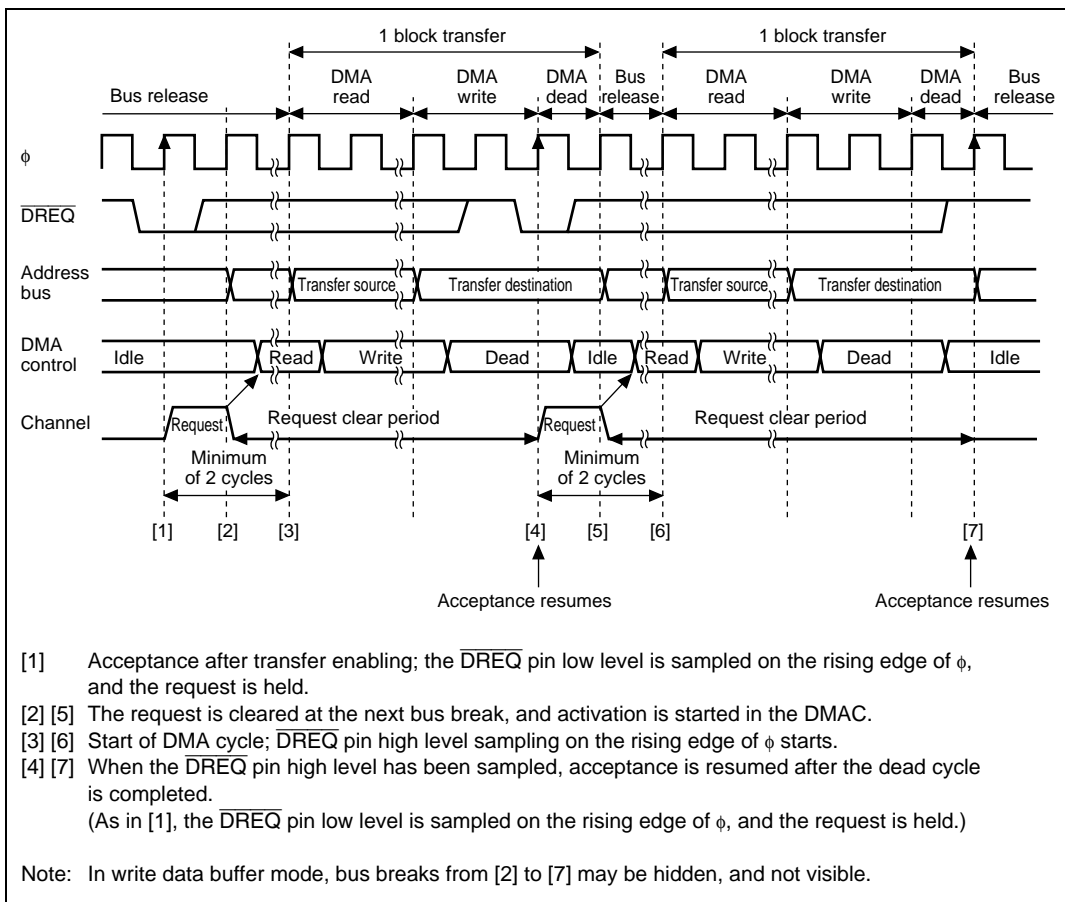 1 block transfer 1 block transfer
DMA DMA DMA Bus DMA DMA DMA Bus
Bus release read write dead release read write dead release
φ
DREQ
Address
bus
Transfer source Transfer destination Transfer source Transfer destination
DMA
control
Idle Read Write Dead Idle Read Write Dead Idle
Channel Request Request clear period Request Request clear period
Minimum Minimum
of 2 cycles of 2 cycles
[1] [2] [3] [4] [5] [6] [7]
Acceptance resumes Acceptance resumes
[1] Acceptance after transfer enabling; the DREQ pin low level is sampled on the rising edge of φ,
and the request is held.
[2] [5] The request is cleared at the next bus break, and activation is started in the DMAC.
[3] [6] Start of DMA cycle; DREQ pin high level sampling on the rising edge of φ starts.
[4] [7] When the DREQ pin high level has been sampled, acceptance is resumed after the dead cycle
is completed.
(As in [1], the DREQ pin low level is sampled on the rising edge of φ, and the request is held.)
Note: In write data buffer mode, bus breaks from [2] to [7] may be hidden, and not visible.